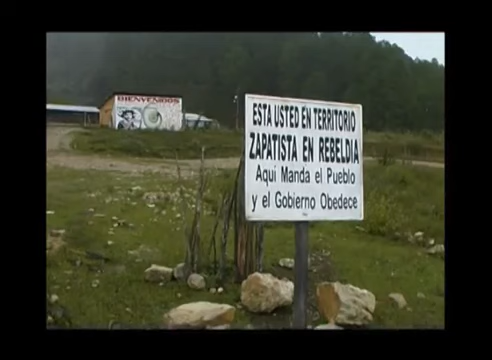 BIENVENIDOS
ESTA USTED EN TERRITORIO
ZAPATISTA EN REBELDIA
Aqui Manda el Pueblo
y el Gobierno Obedece